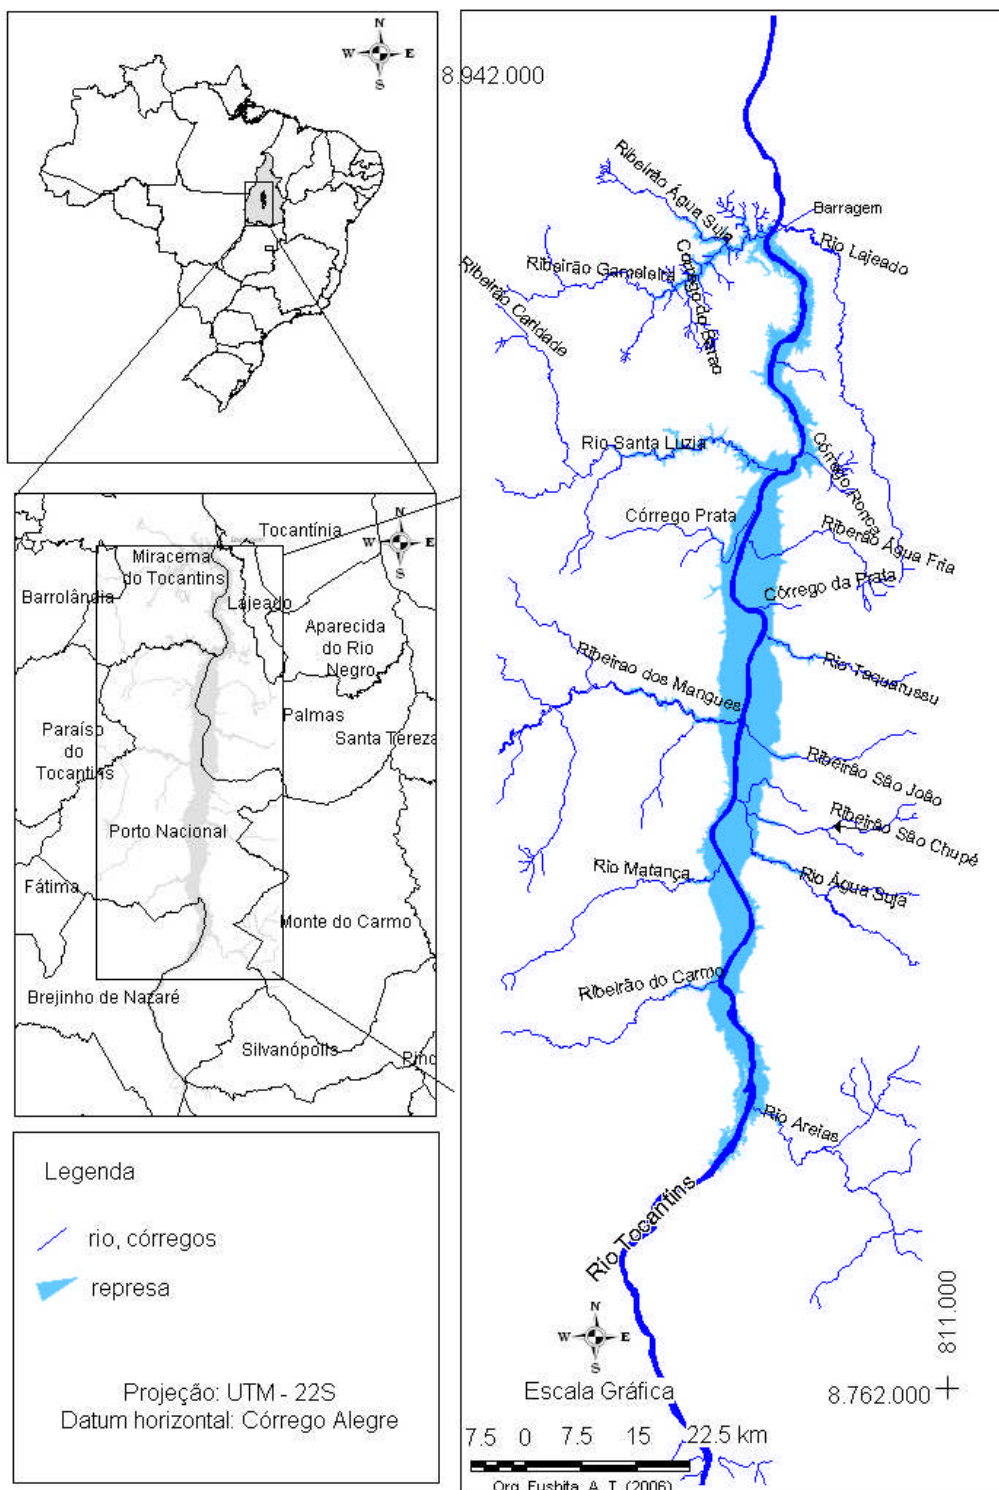 N
W E
S
8.942.000
Ribeirão Água Suja
Barragem
Rio Lajeado
Ribeirão Gameleira
Córrego do Barao
Ribeirão Caridade
Rio Santa Luzia
Córrego Ronca
Córrego Prata
Riberão Água Fria
Córrego da Prata
Rio Taquarussu
Ribeirao dos Mangues
Ribeirão São João
Ribeirão São Chupé
Rio Matança
Rio Água Suja
Ribeirão do Carmo
Rio Areias
Rio Tocantins
N
W E
S
811.000
8.762.000
Escala Gráfica
7.5 0 7.5 15 22.5 km
Org. Fushita, A. T. (2006)
Tocantínia
N
W E
S
Miracema
do Tocantins
Barrolândia
Lajeado
Aparecida
do Rio
Negro
Palmas
Santa Tereza
Paraíso
do
Tocantins
Porto Nacional
Fátima
Monte do Carmo
Brejinho de Nazaré
Silvanópolis
Pind
Legenda
rio, córregos
represa
Projeção: UTM - 22S
Datum horizontal: Córrego Alegre